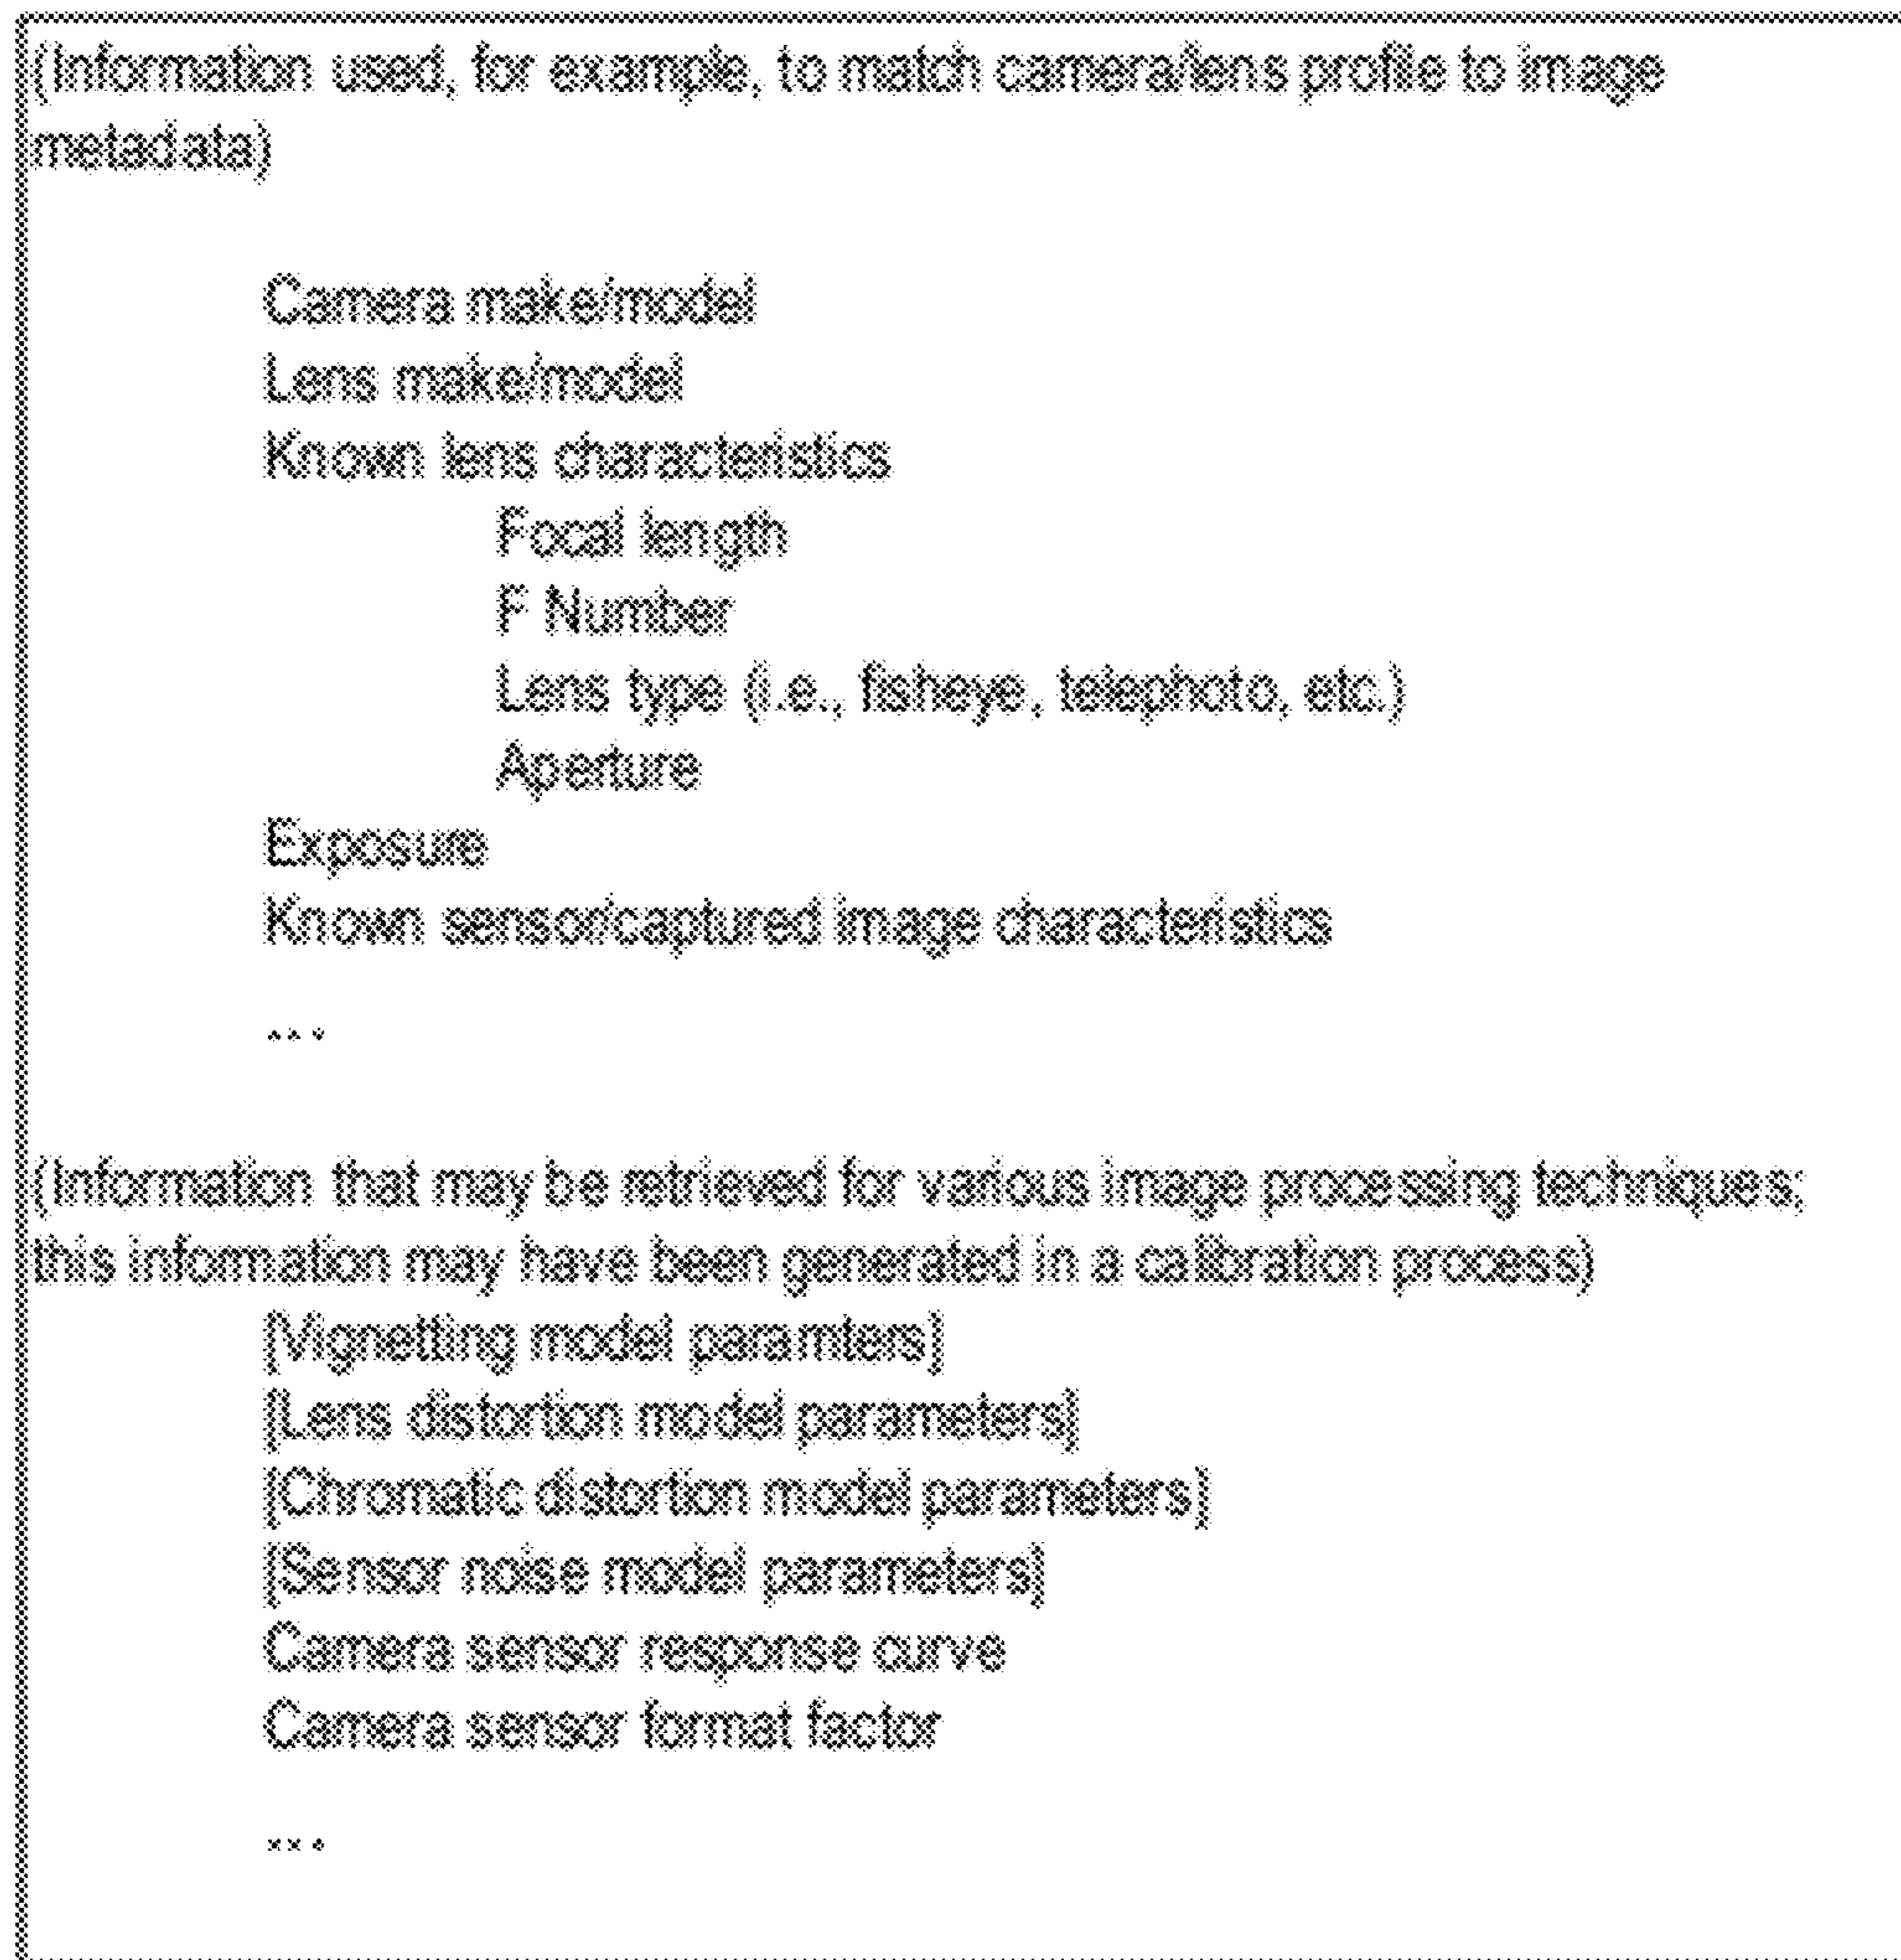 (Information used, for example, to match camera/lens profile to image
metadata)
Camera make/model
Lens make/model
Known lens characteristics
Focal length
F Number
Lens type (i.e., fisheye, telephoto, etc.)
Aperture
Exposure
Known sensor/captured image characteristics
...
(Information that may be retrieved for various image processing techniques;
this information may have been generated in a calibration process)
[Vignetting model paramters]
[Lens distortion model parameters]
[Chromatic distortion model parameters]
[Sensor noise model parameters]
Camera sensor response curve
Camera sensor format factor
...